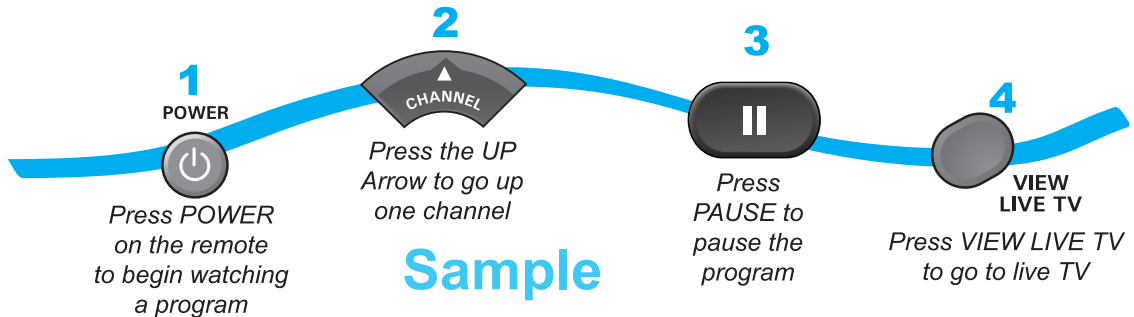 1
POWER
Press POWER
on the remote
to begin watching
a program
2
CHANNEL
Press the UP
Arrow to go up
one channel
Sample
3
Press
PAUSE to
pause the
program
4
VIEW
LIVE TV
Press VIEW LIVE TV
to go to live TV